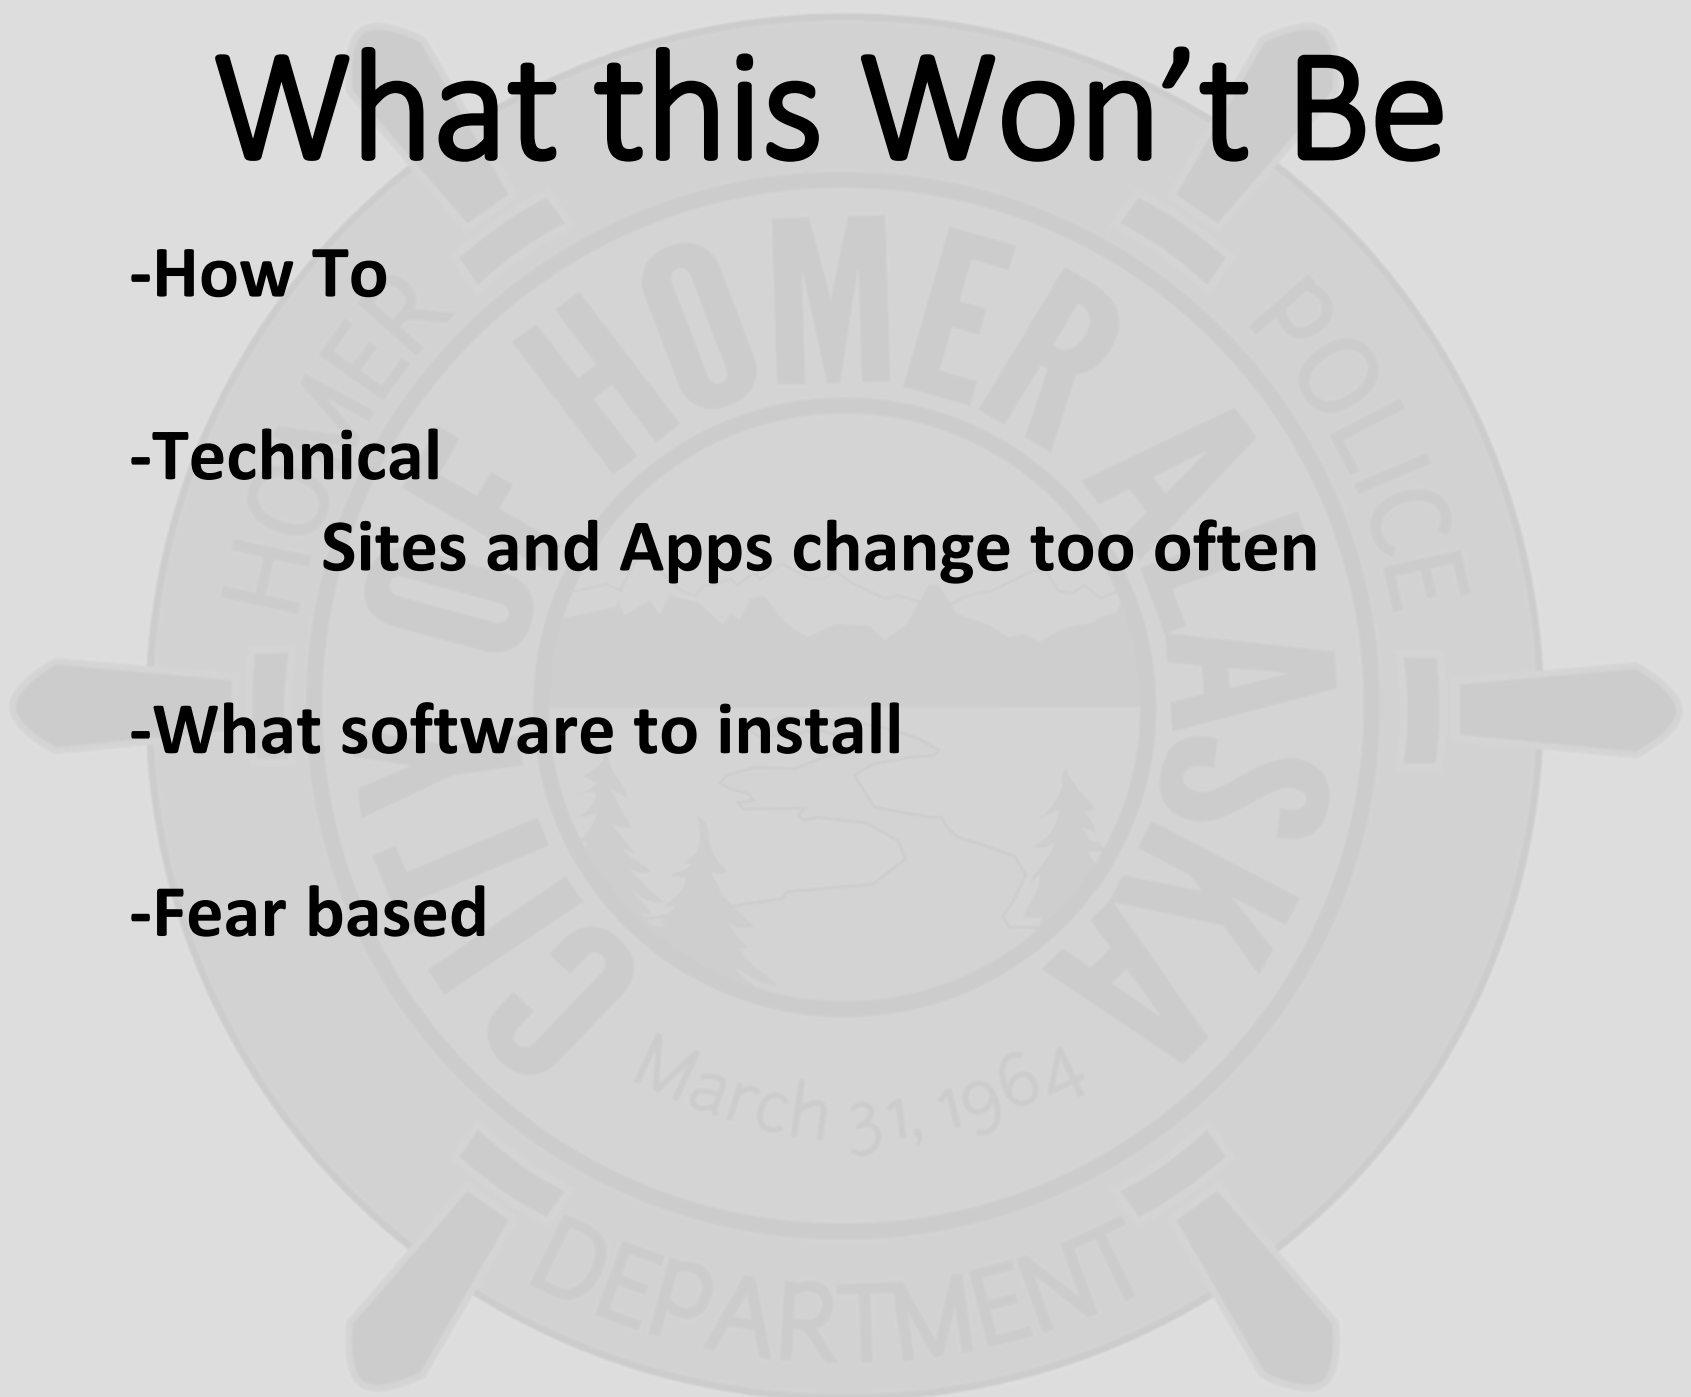 What this Won’t Be
-How To
-Technical
Sites and Apps change too often
-What software to install
-Fear based
HOMER POLICE
CITY OF HOMER ALASKA
March 31, 1964
DEPARTMENT